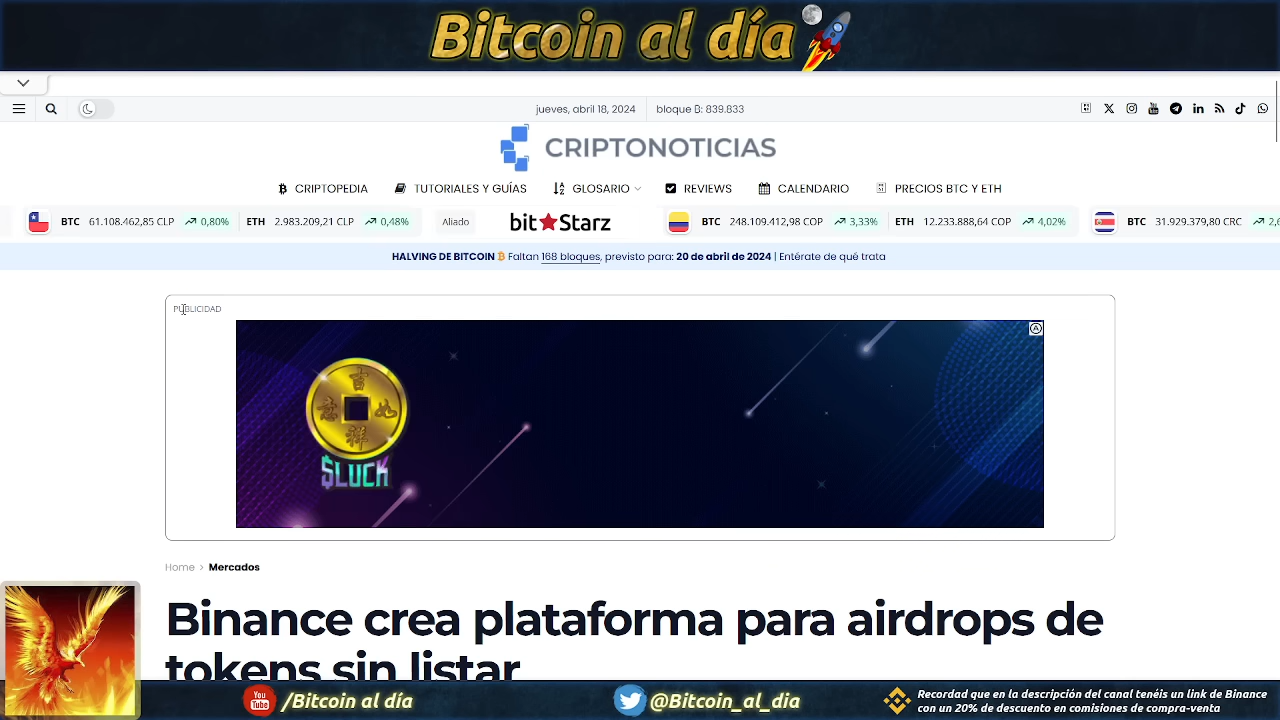 Bitcoin al día
jueves, abril 18, 2024 bloque ₿: 839.833
CRIPTONOTICIAS
CRIPTOPEDIA TUTORIALES Y GUÍAS GLOSARIO REVIEWS CALENDARIO PRECIOS BTC Y ETH
BTC 61.108.462,85 CLP 0,80% ETH 2.983.209,21 CLP 0,48% Aliado bitStarz BTC 248.109.412,98 COP 3,33% ETH 12.233.888,64 COP 4,02% BTC 31.929.379,80 CRC
HALVING DE BITCOIN ₿ Faltan 168 bloques, previsto para: 20 de abril de 2024 | Entérate de qué trata
PUBLICIDAD
$LUCK
Home > Mercados
Binance crea plataforma para airdrops de
tokens sin listar
You Tube /Bitcoin al día
@Bitcoin_al_dia
Recordad que en la descripción del canal tenéis un link de Binance
con un 20% de descuento en comisiones de compra-venta